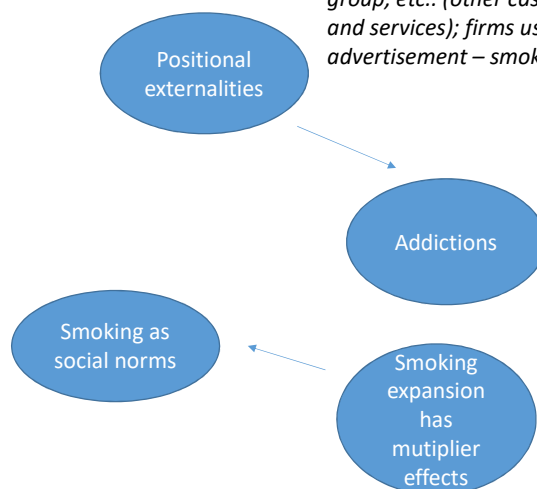 group, etc.. (other cas
and services); firms us
advertisement – smok
Positional
externalities
Addictions
Smoking as
social norms
Smoking
expansion
has
mutiplier
effects